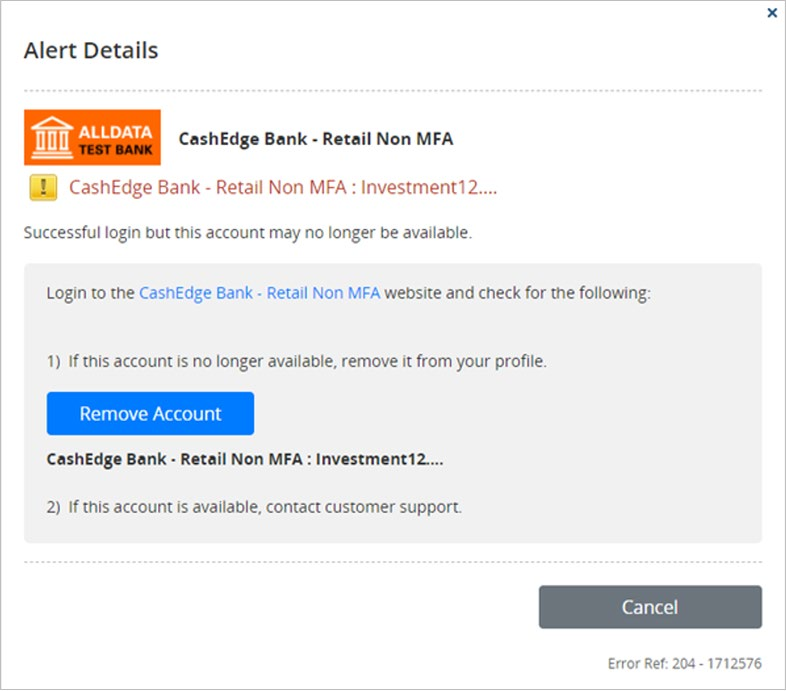 ×
Alert Details
ALLDATA
TEST BANK
CashEdge Bank - Retail Non MFA
!
CashEdge Bank - Retail Non MFA : Investment12....
Successful login but this account may no longer be available.
Login to the CashEdge Bank - Retail Non MFA website and check for the following:
1) If this account is no longer available, remove it from your profile.
Remove Account
CashEdge Bank - Retail Non MFA : Investment12....
2) If this account is available, contact customer support.
Cancel
Error Ref: 204 - 1712576